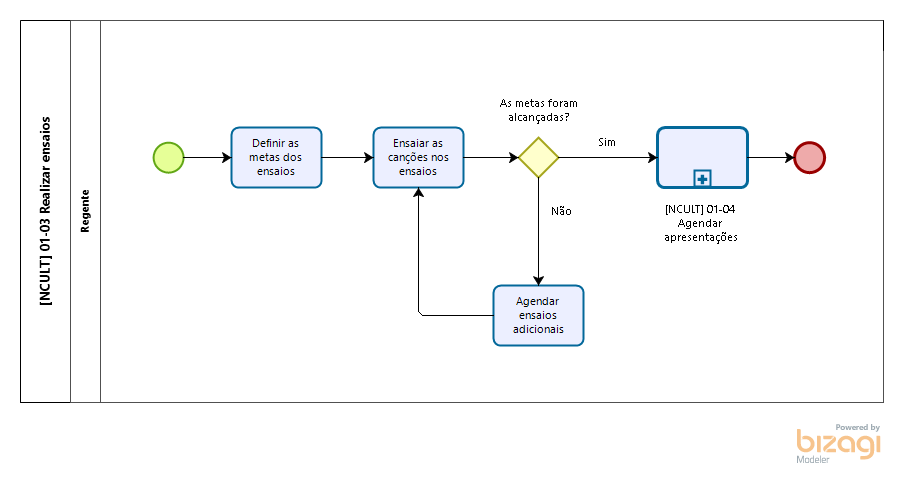 [NCULT] 01-03 Realizar ensaios
Regente
Definir as
metas dos
ensaios
Ensaiar as
canções nos
ensaios
As metas foram
alcançadas?
Sim
Não
[NCULT] 01-04
Agendar
apresentações
Agendar
ensaios
adicionais
Powered by
bizagi
Modeler